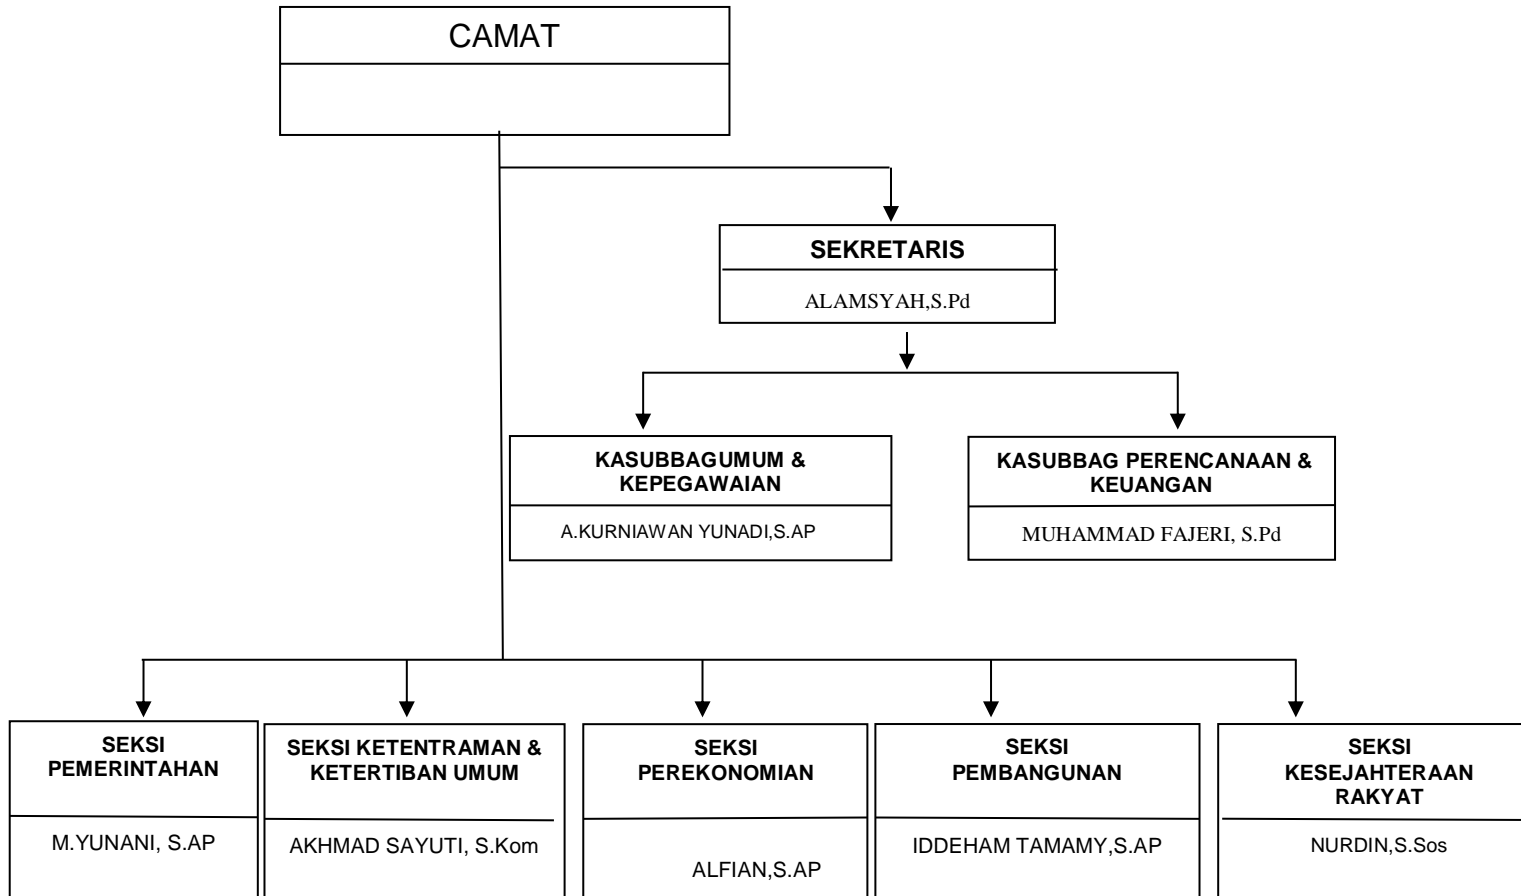 CAMAT
SEKRETARIS
ALAMSYAH,S.Pd
KASUBBAGUMUM &
KEPEGAWAIAN
A.KURNIAWAN YUNADI,S.AP
KASUBBAG PERENCANAAN &
KEUANGAN
MUHAMMAD FAJERI, S.Pd
SEKSI
PEMERINTAHAN
M.YUNANI, S.AP
SEKSI KETENTRAMAN &
KETERTIBAN UMUM
AKHMAD SAYUTI, S.Kom
SEKSI
PEREKONOMIAN
ALFIAN,S.AP
SEKSI
PEMBANGUNAN
IDDEHAM TAMAMY,S.AP
SEKSI
KESEJAHTERAAN
RAKYAT
NURDIN,S.Sos